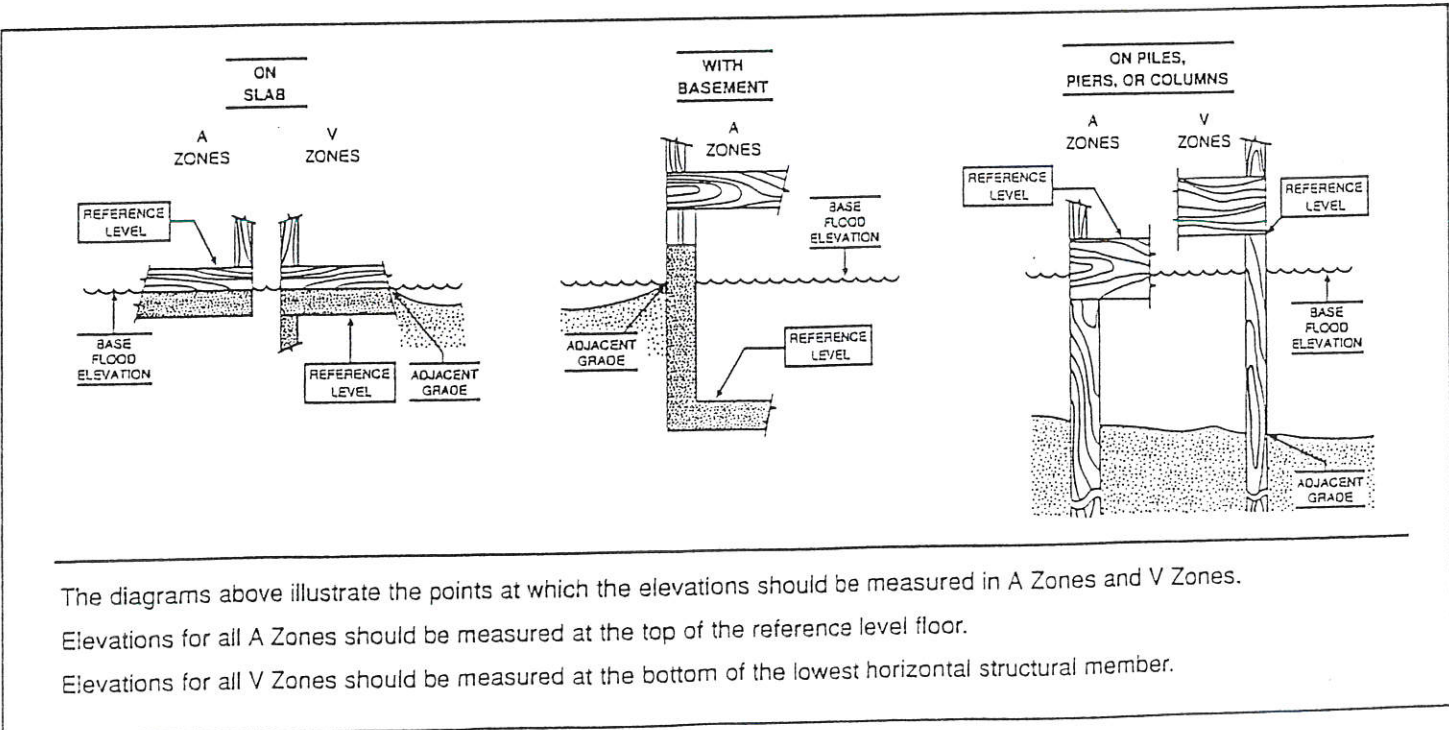 ON
SLAB
A
ZONES
V
ZONES
REFERENCE
LEVEL
BASE
FLOOD
ELEVATION
REFERENCE
LEVEL
ADJACENT
GRADE
WITH
BASEMENT
A
ZONES
BASE
FLOOD
ELEVATION
ADJACENT
GRADE
REFERENCE
LEVEL
ON PILES,
PIERS, OR COLUMNS
A
ZONES
V
ZONES
REFERENCE
LEVEL
REFERENCE
LEVEL
BASE
FLOOD
ELEVATION
ADJACENT
GRADE
The diagrams above illustrate the points at which the elevations should be measured in A Zones and V Zones.
Elevations for all A Zones should be measured at the top of the reference level floor.
Elevations for all V Zones should be measured at the bottom of the lowest horizontal structural member.